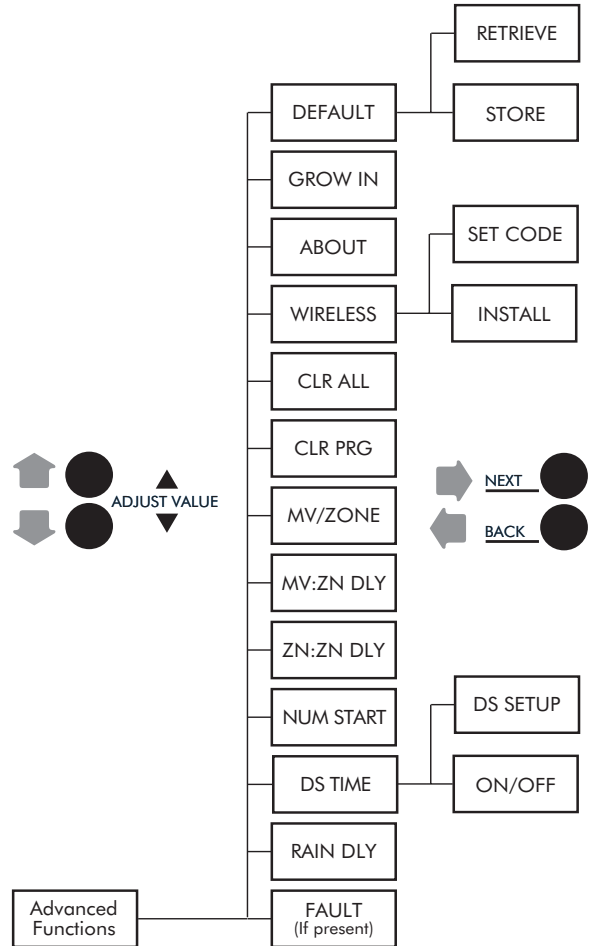 RETRIEVE
DEFAULT
STORE
GROW IN
ABOUT
SET CODE
WIRELESS
INSTALL
CLR ALL
CLR PRG
ADJUST VALUE
NEXT
BACK
MV/ZONE
MV:ZN DLY
ZN:ZN DLY
NUM START
DS SETUP
DS TIME
ON/OFF
RAIN DLY
Advanced
Functions
FAULT
(If present)